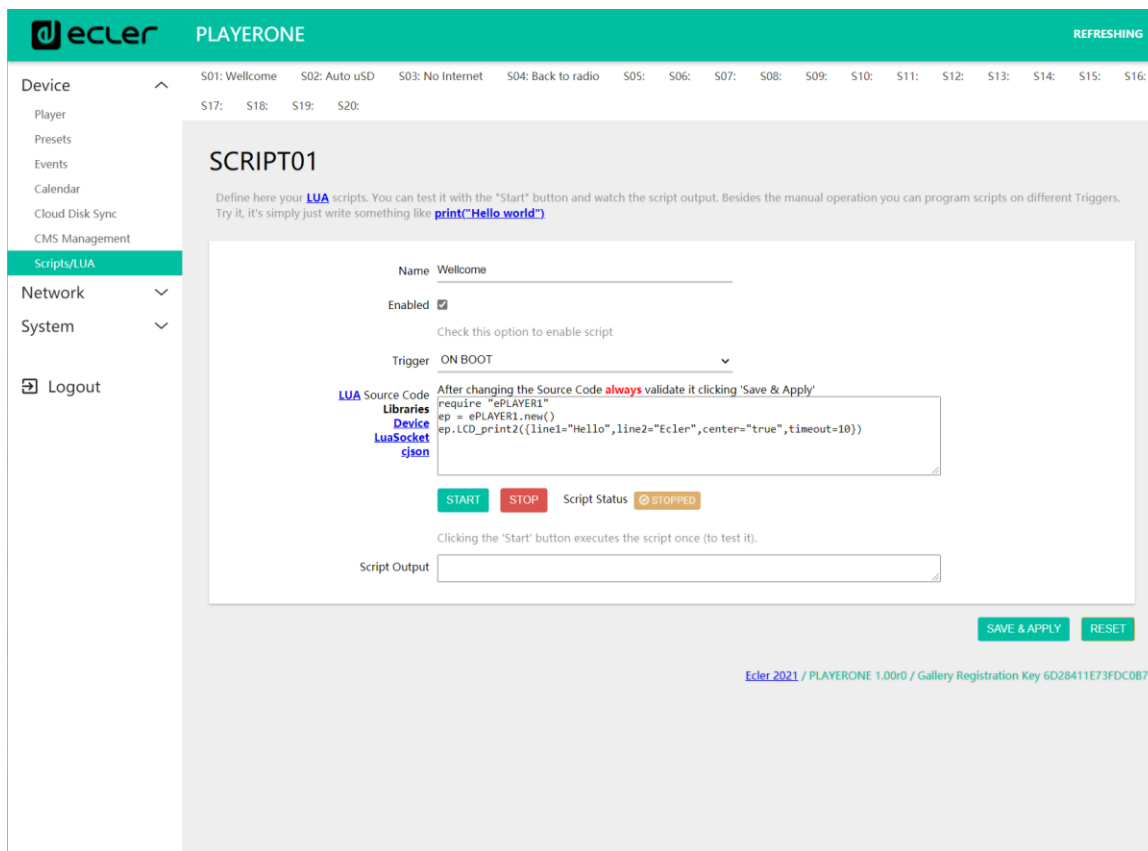 ecler
PLAYERONE
REFRESHING
Device
Player
Presets
Events
Calendar
Cloud Disk Sync
CMS Management
Scripts/LUA
Network
System
Logout
S01: Wellcome S02: Auto uSD S03: No Internet S04: Back to radio S05: S06: S07: S08: S09: S10: S11: S12: S13: S14: S15: S16:
S17: S18: S19: S20:
SCRIPT01
Define here your LUA scripts. You can test it with the "Start" button and watch the script output. Besides the manual operation you can program scripts on different Triggers.
Try it, it's simply just write something like print("Hello world")
Name Wellcome
Enabled
Check this option to enable script
Trigger ON BOOT
LUA Source Code
Libraries
Device
LuaSocket
cjson
After changing the Source Code always validate it clicking 'Save & Apply'
require "ePLAYER1"
ep = ePLAYER1.new()
ep.LCD_print2({line1="Hello",line2="Ecler",center="true",timeout=10})
START STOP Script Status STOPPED
Clicking the 'Start' button executes the script once (to test it).
Script Output
SAVE & APPLY RESET
Ecler 2021 / PLAYERONE 1.00r0 / Gallery Registration Key 6D28411E73FDC0B7